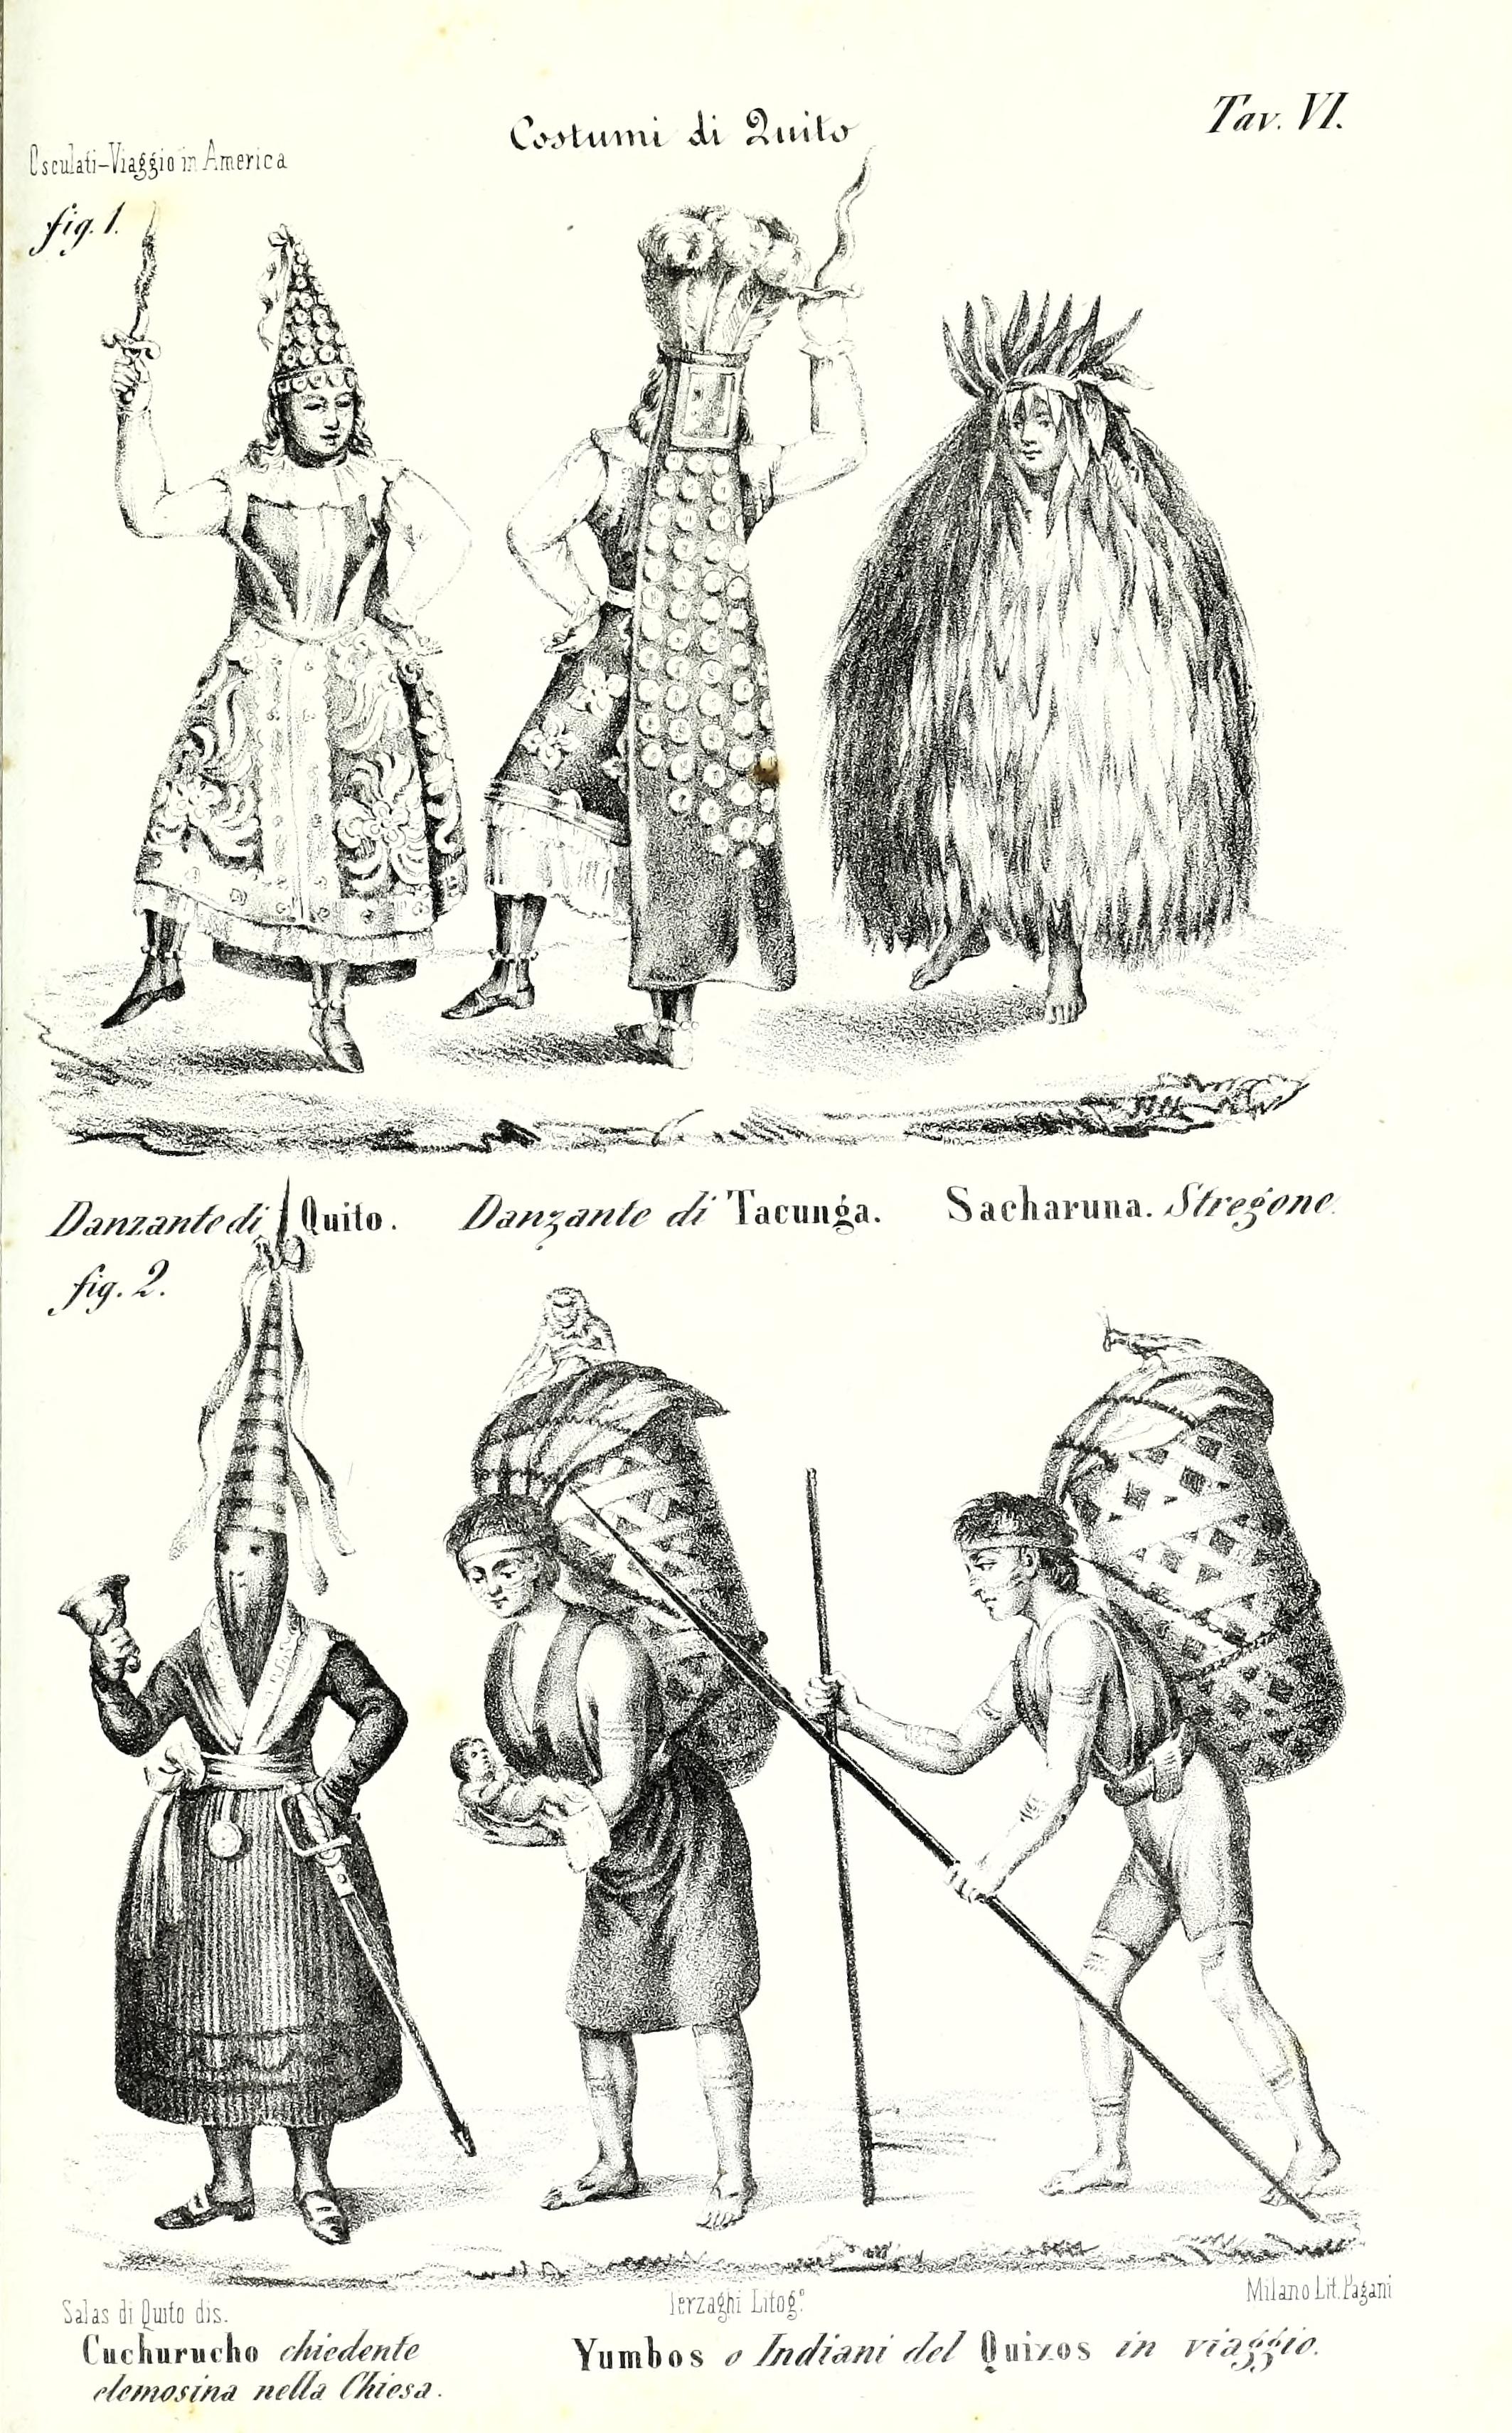 Tav. VI.
Costumi di Quito
Osculati-Viaggio in America
fig. 1.
Danzante di Quito.
Danzante di Tacunga.
Sacharuna. Stregone.
fig. 2.
Salas di Quito dis.
Terzaghi Litog.º
Milano Lit. Pagani
Cuchurucho chiedente
elemosina nella Chiesa.
Yumbos o Indiani del Quixos in viaggio.